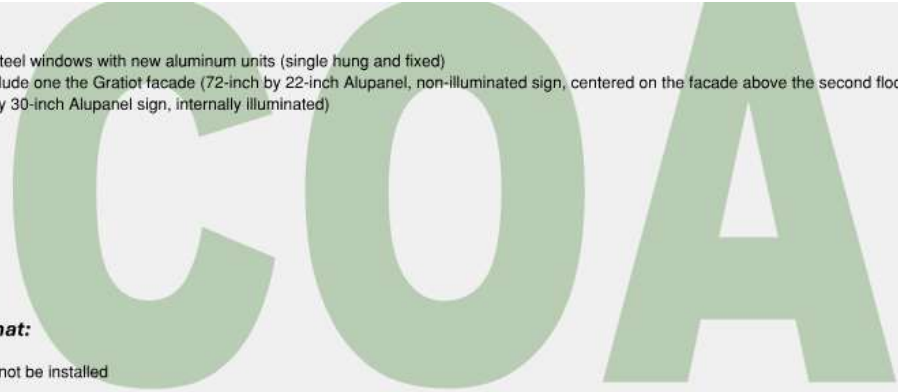 COA
teel windows with new aluminum units (single hung and fixed)
lude one the Gratiot facade (72-inch by 22-inch Alupanel, non-illuminated sign, centered on the facade above the second floo
y 30-inch Alupanel sign, internally illuminated)
hat:
not be installed